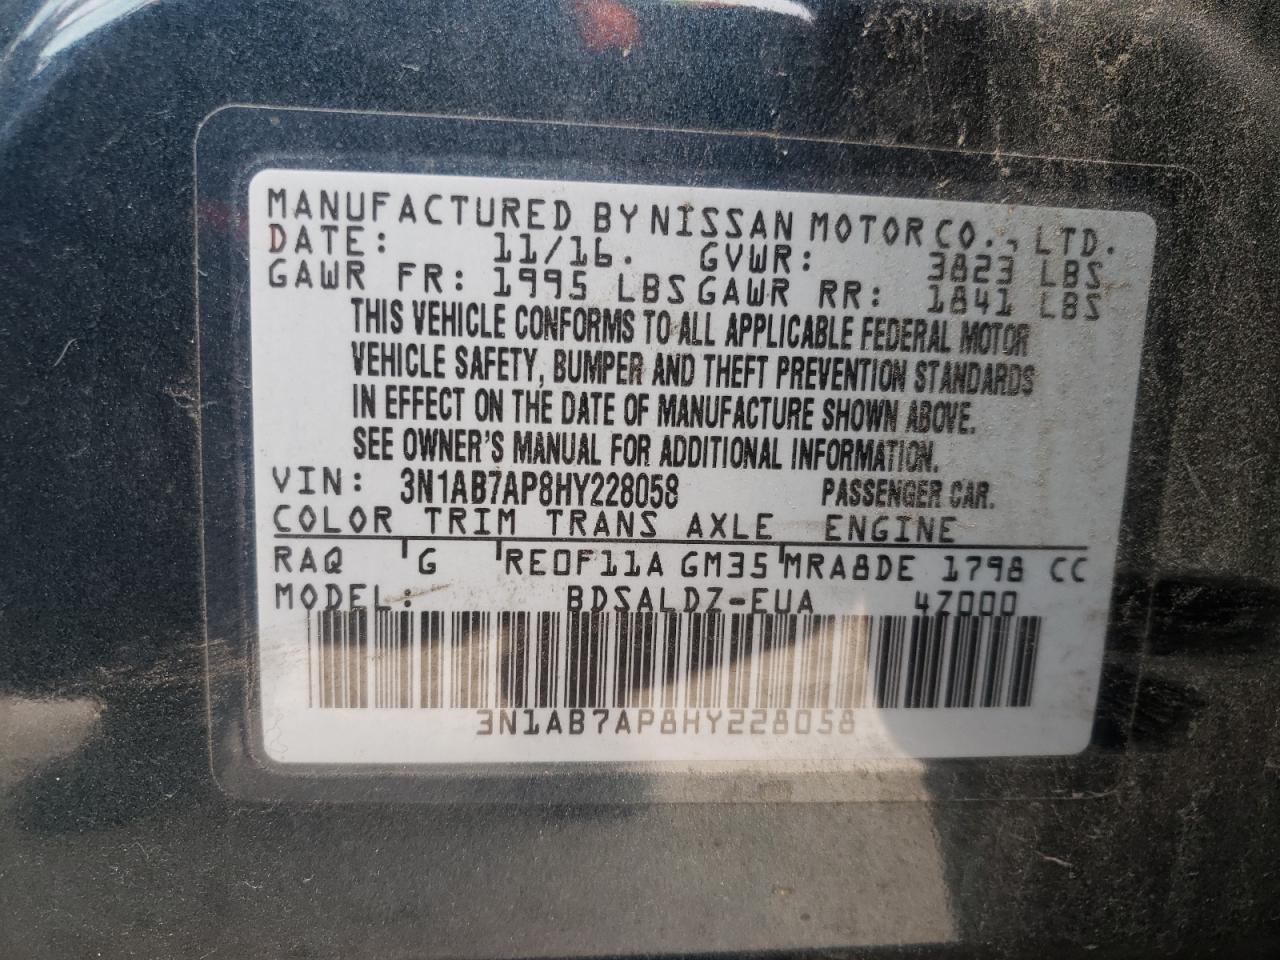 MANUFACTURED BY NISSAN MOTOR CO., LTD.
DATE: 11/16. GVWR: 3823 LBS
GAWR FR: 1995 LBS GAWR RR: 1841 LBS
THIS VEHICLE CONFORMS TO ALL APPLICABLE FEDERAL MOTOR
VEHICLE SAFETY, BUMPER AND THEFT PREVENTION STANDARDS
IN EFFECT ON THE DATE OF MANUFACTURE SHOWN ABOVE.
SEE OWNER'S MANUAL FOR ADDITIONAL INFORMATION.
VIN: 3N1AB7AP8HY228058 PASSENGER CAR.
COLOR TRIM TRANS AXLE ENGINE
RAQ G RE0F11A GM35 MRA8DE 1798 CC
MODEL: BDSALDZ-EUA 4Z000
3N1AB7AP8HY228058